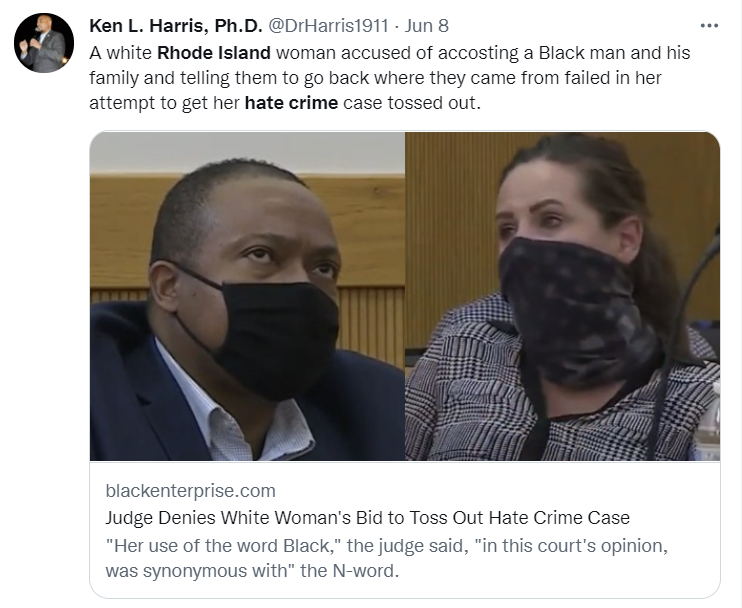 Ken L. Harris, Ph.D. @DrHarris1911 · Jun 8
A white Rhode Island woman accused of accosting a Black man and his
family and telling them to go back where they came from failed in her
attempt to get her hate crime case tossed out.
blackenterprise.com
Judge Denies White Woman's Bid to Toss Out Hate Crime Case
"Her use of the word Black," the judge said, "in this court's opinion,
was synonymous with" the N-word.